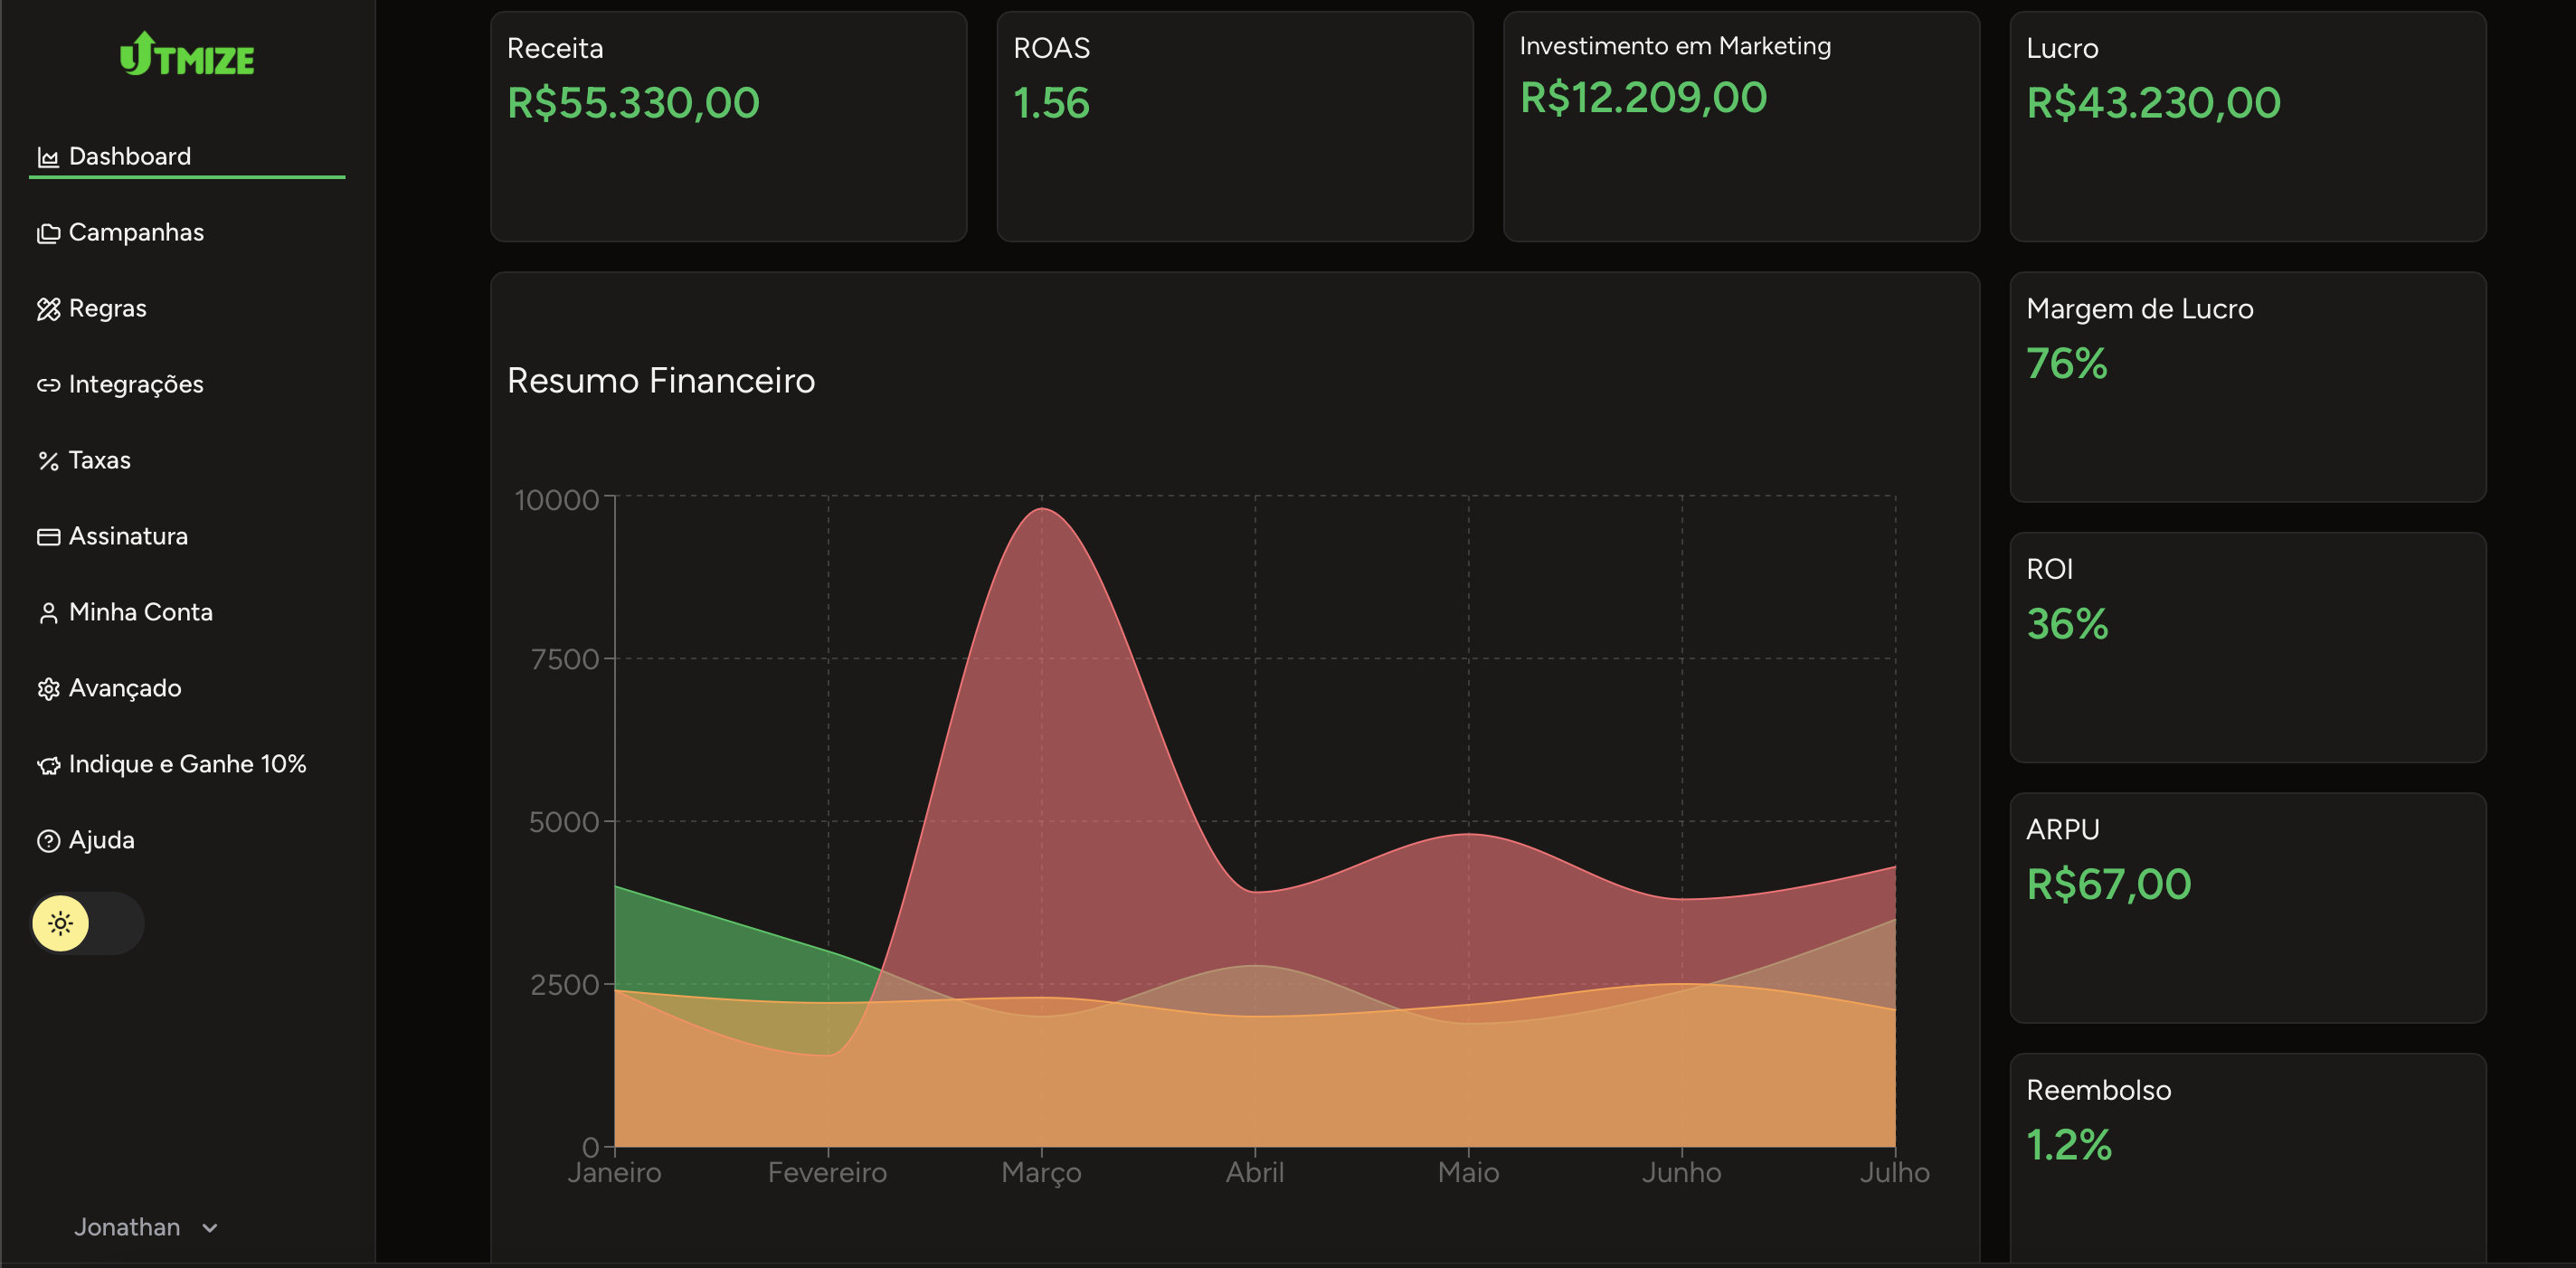 UTMIZE
Dashboard
Campanhas
Regras
Integrações
Taxas
Assinatura
Minha Conta
Avançado
Indique e Ganhe 10%
Ajuda
Jonathan
Receita
R$55.330,00
ROAS
1.56
Investimento em Marketing
R$12.209,00
Lucro
R$43.230,00
Resumo Financeiro
10000
7500
5000
2500
0
Janeiro Fevereiro Março Abril Maio Junho Julho
Margem de Lucro
76%
ROI
36%
ARPU
R$67,00
Reembolso
1.2%